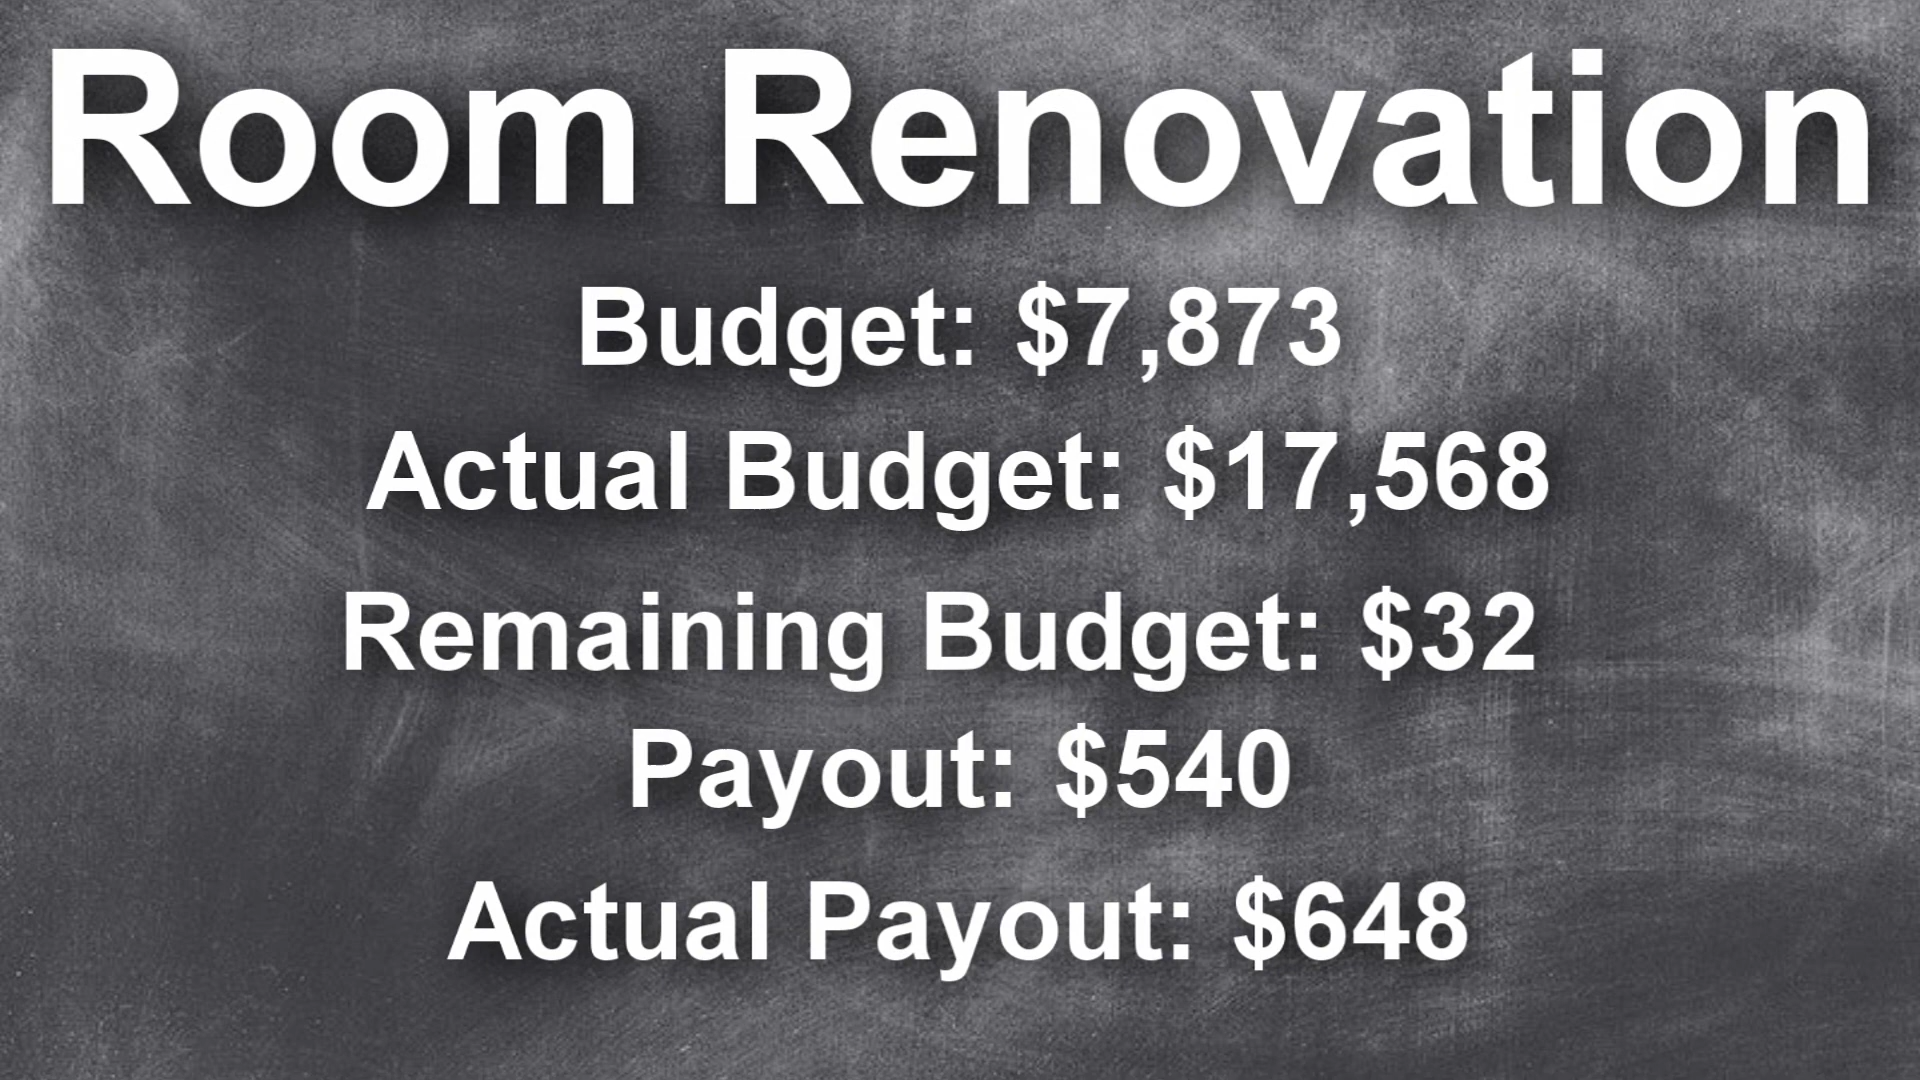 Room Renovation
Budget: $7,873
Actual Budget: $17,568
Remaining Budget: $32
Payout: $540
Actual Payout: $648